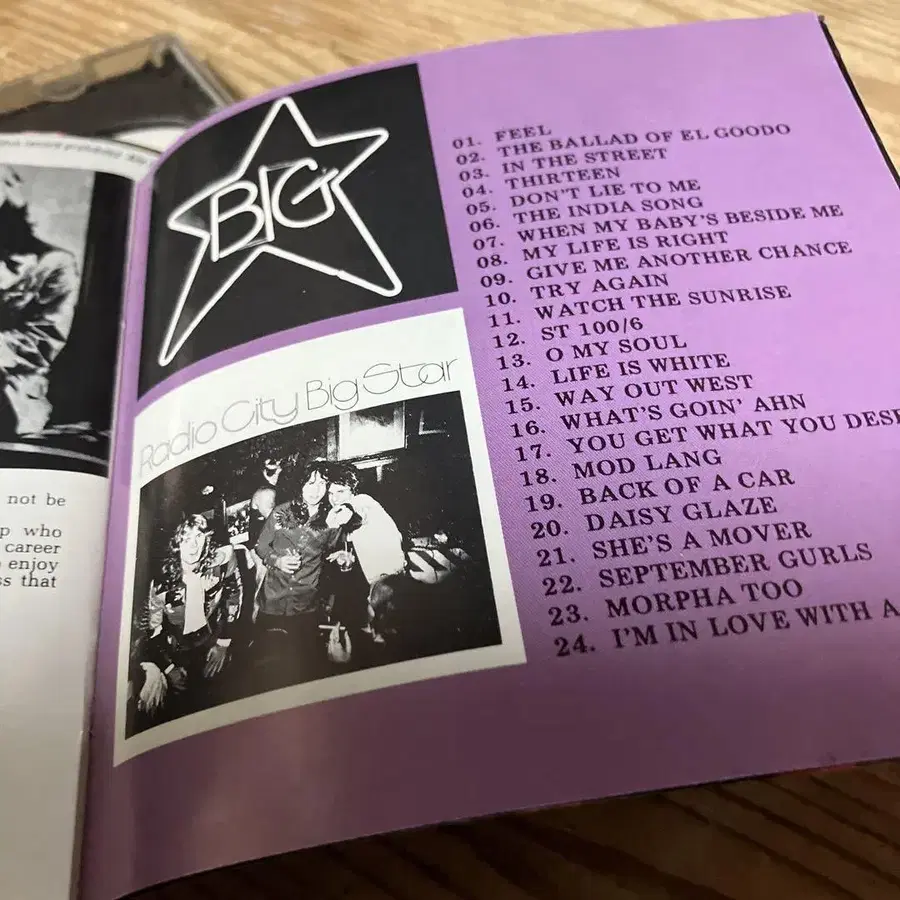 not be
p who
career
enjoy
ss that
BIG
Radio City Big Star
01. FEEL
02. THE BALLAD OF EL GOODO
03. IN THE STREET
04. THIRTEEN
05. DON'T LIE TO ME
06. THE INDIA SONG
07. WHEN MY BABY'S BESIDE ME
08. MY LIFE IS RIGHT
09. GIVE ME ANOTHER CHANCE
10. TRY AGAIN
11. WATCH THE SUNRISE
12. ST 100/6
13. O MY SOUL
14. LIFE IS WHITE
15. WAY OUT WEST
16. WHAT'S GOIN' AHN
17. YOU GET WHAT YOU DESE
18. MOD LANG
19. BACK OF A CAR
20. DAISY GLAZE
21. SHE'S A MOVER
22. SEPTEMBER GURLS
23. MORPHA TOO
24. I'M IN LOVE WITH A